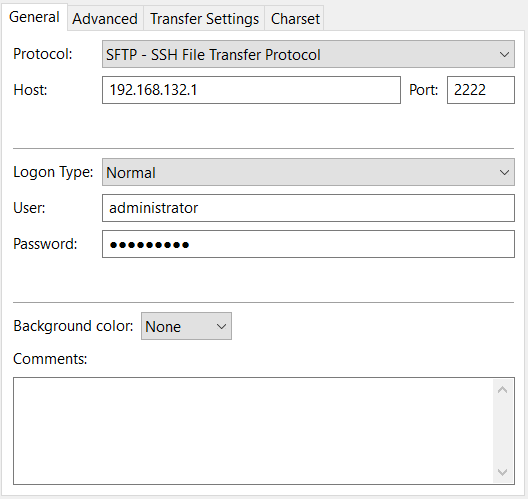 General Advanced Transfer Settings Charset
Protocol: SFTP - SSH File Transfer Protocol
Host: 192.168.132.1 Port: 2222
Logon Type: Normal
User: administrator
Password: ●●●●●●●●●
Background color: None
Comments: